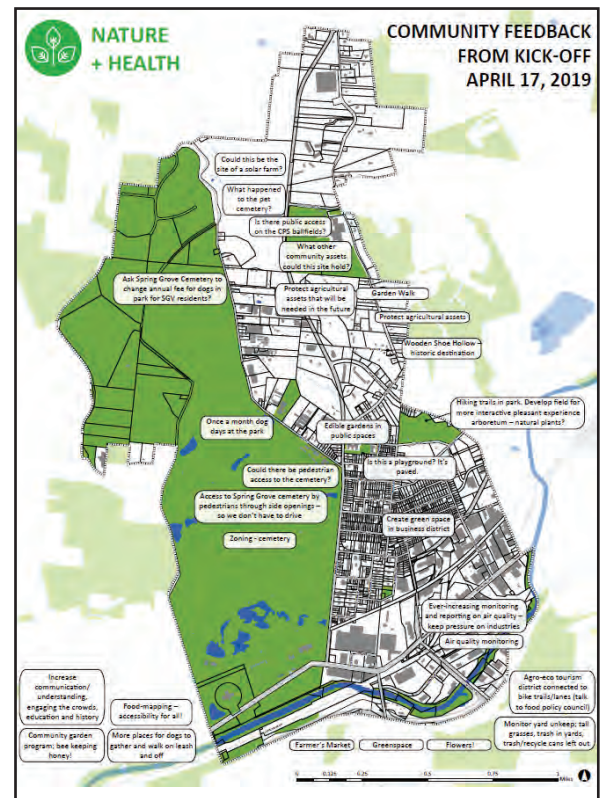 NATURE
+ HEALTH
COMMUNITY FEEDBACK
FROM KICK-OFF
APRIL 17, 2019
Could this be the
site of a solar farm?
What happened
to the pet
cemetery?
Is there public access
on the CPS ballfields?
What other
community assets
could this site hold?
Ask Spring Grove Cemetery to
change annual fee for dogs in
park for SGV residents?
Protect agricultural
assets that will be
needed in the future
Garden Walk
Protect agricultural assets
Wooden Shoe Hollow –
historic destination
Hiking trails in park. Develop field for
more interactive pleasant experience
arboretum – natural plants?
Once a month dog
days at the park
Edible gardens in
public spaces
Is this a playground? It's
paved.
Could there be pedestrian
access to the cemetery?
Access to Spring Grove cemetery by
pedestrians through side openings –
so we don't have to drive
Create green space
in business district
Zoning - cemetery
Ever-increasing monitoring
and reporting on air quality –
keep pressure on industries
Air quality monitoring
Increase
communication/
understanding,
engaging the crowds,
education and history
Food-mapping –
accessibility for all!
Agro-eco tourism
district connected to
bike trails/lanes (talk
to food policy council)
Community garden
program; bee keeping
honey!
More places for dogs to
gather and walk on leash
and off
Farmer's Market
Greenspace
Flowers!
Monitor yard unkeep; tall
grasses, trash in yards,
trash/recycle cans left out
0 0.125 0.25 0.5 0.75 1
Miles